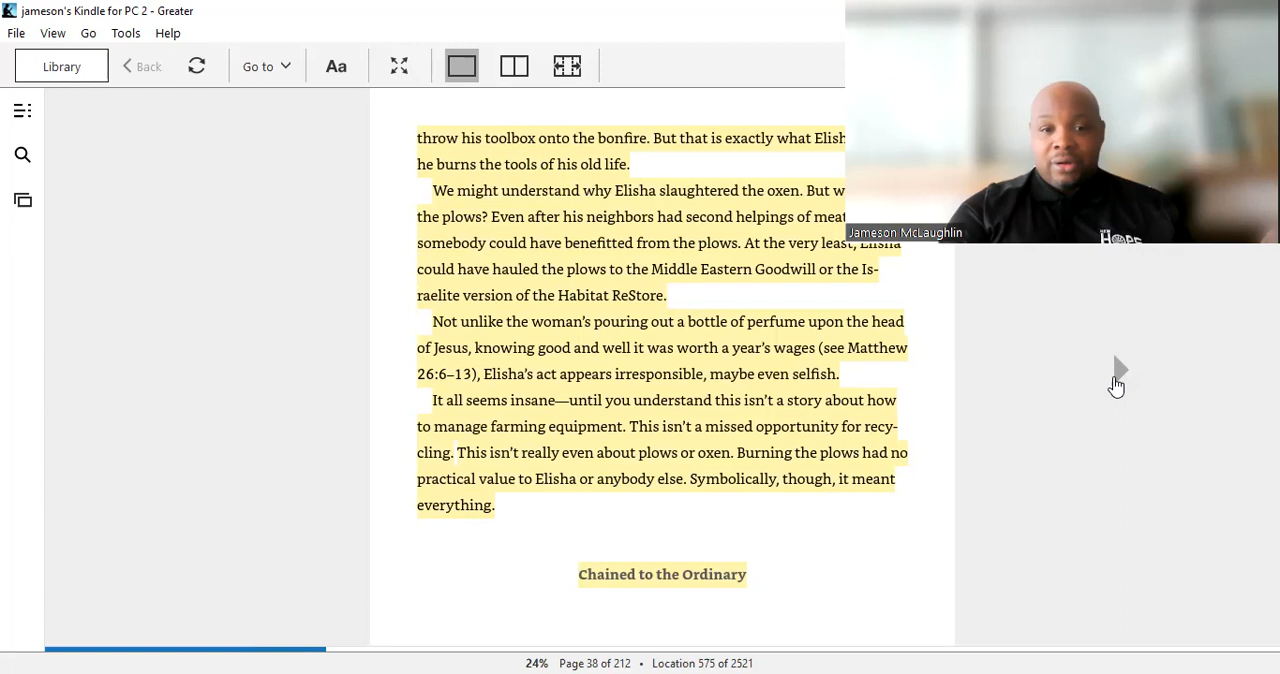 jameson's Kindle for PC 2 - Greater
File View Go Tools Help
Library Back Go to Aa
throw his toolbox onto the bonfire. But that is exactly what
he burns the tools of his old life.
We might understand why Elisha slaughtered the oxen. But
the plows? Even after his neighbors had second helpings of meat
somebody could have benefitted from the plows. At the very least, Elisha
could have hauled the plows to the Middle Eastern Goodwill or the Is-
raelite version of the Habitat ReStore.
Not unlike the woman's pouring out a bottle of perfume upon the head
of Jesus, knowing good and well it was worth a year's wages (see Matthew
26:6–13), Elisha's act appears irresponsible, maybe even selfish.
It all seems insane—until you understand this isn't a story about how
to manage farming equipment. This isn't a missed opportunity for recy-
cling. This isn't really even about plows or oxen. Burning the plows had no
practical value to Elisha or anybody else. Symbolically, though, it meant
everything.
Chained to the Ordinary
24% Page 38 of 212 • Location 575 of 2521
Jameson McLaughlin
HOPE